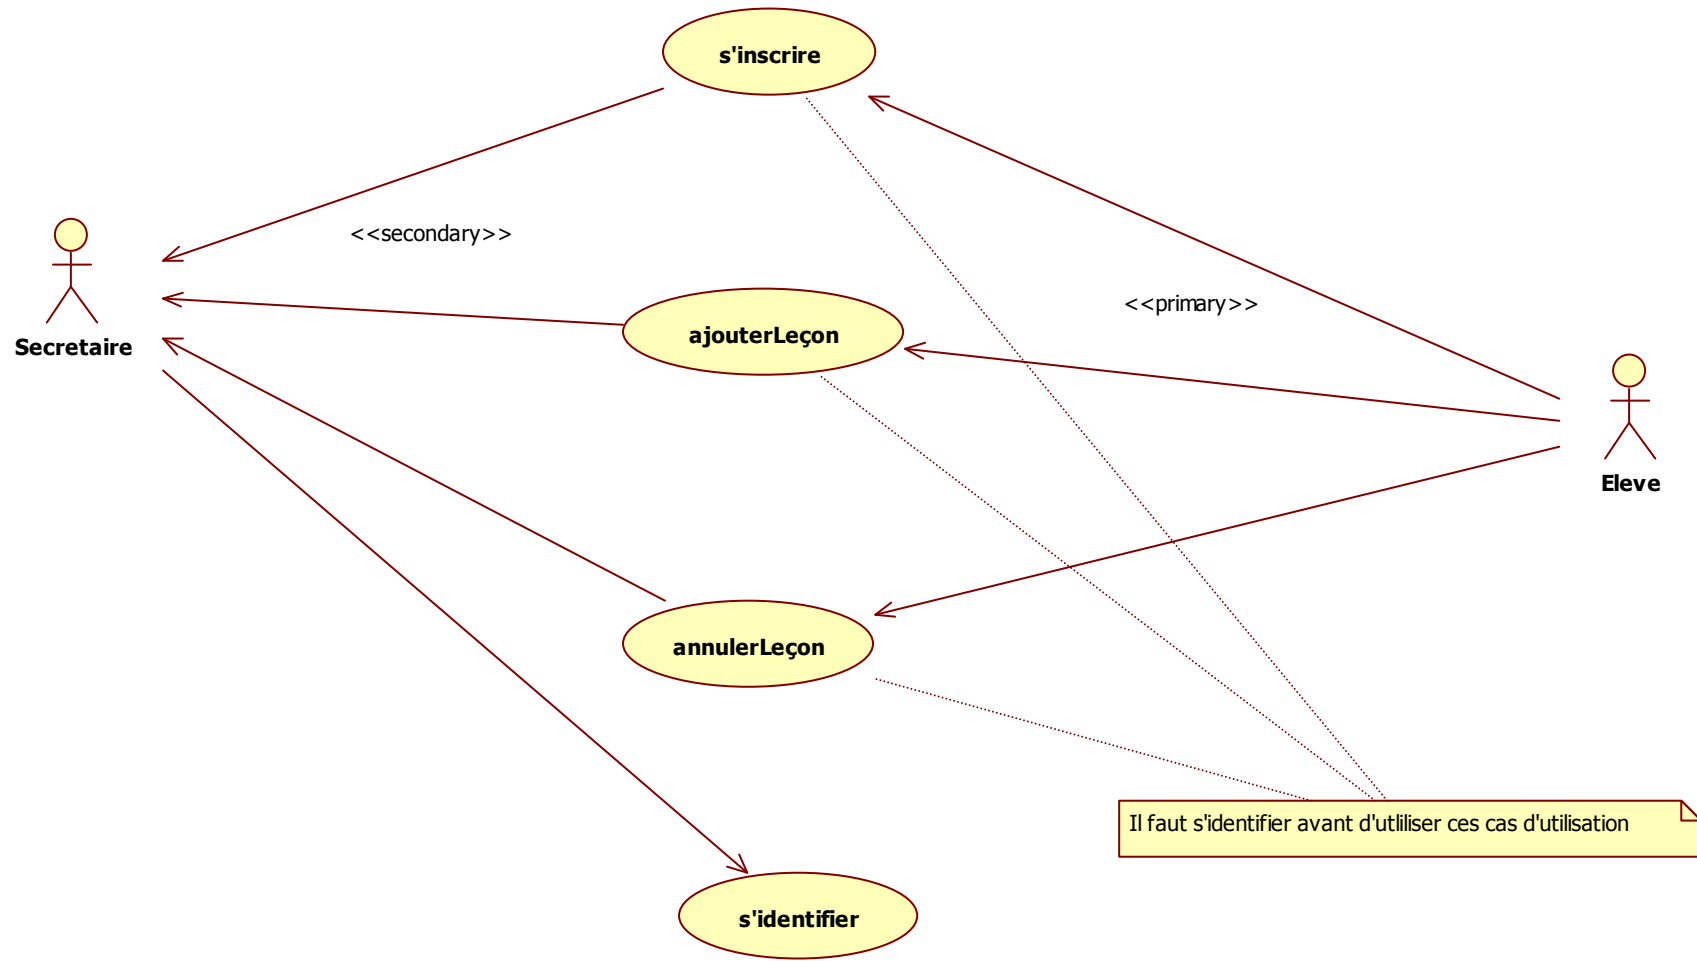 s'inscrire
<<secondary>>
<<primary>>
ajouterLeçon
Secretaire
Eleve
annulerLeçon
Il faut s'identifier avant d'utliliser ces cas d'utilisation
s'identifier